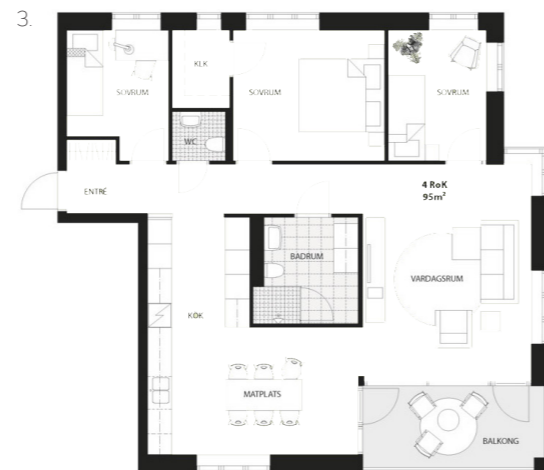 3.
KLK
SOVRUM
SOVRUM
SOVRUM
WC
ENTRÉ
4 RoK
95m²
BADRUM
VARDAGSRUM
KÖK
MATPLATS
BALKONG